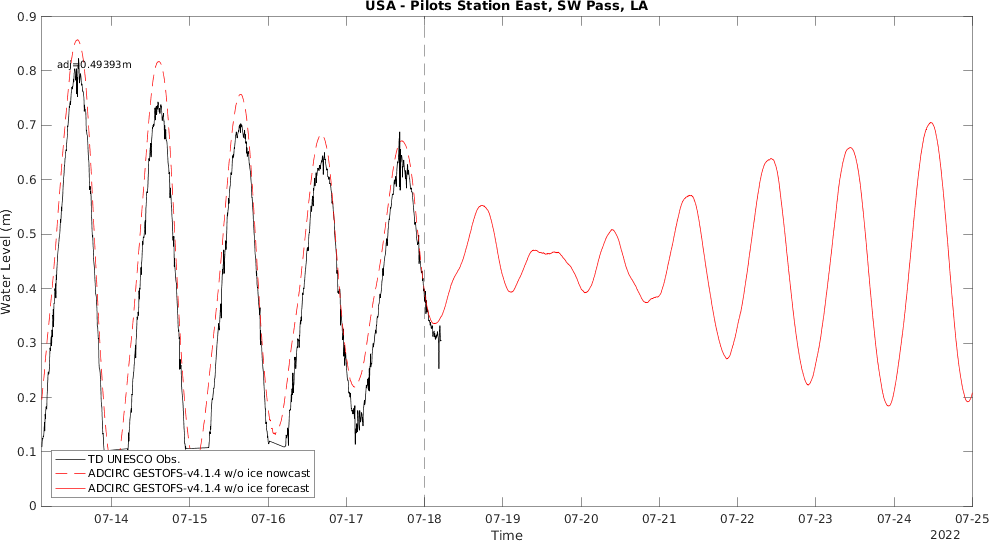 USA - Pilots Station East, SW Pass, LA
0.9
0.8
0.7
0.6
0.5
0.4
0.3
0.2
0.1
0
Water Level (m)
adj=0.49393m
TD UNESCO Obs.
ADCIRC GESTOFS-v4.1.4 w/o ice nowcast
ADCIRC GESTOFS-v4.1.4 w/o ice forecast
07-14 07-15 07-16 07-17 07-18 07-19 07-20 07-21 07-22 07-23 07-24 07-25
Time
2022